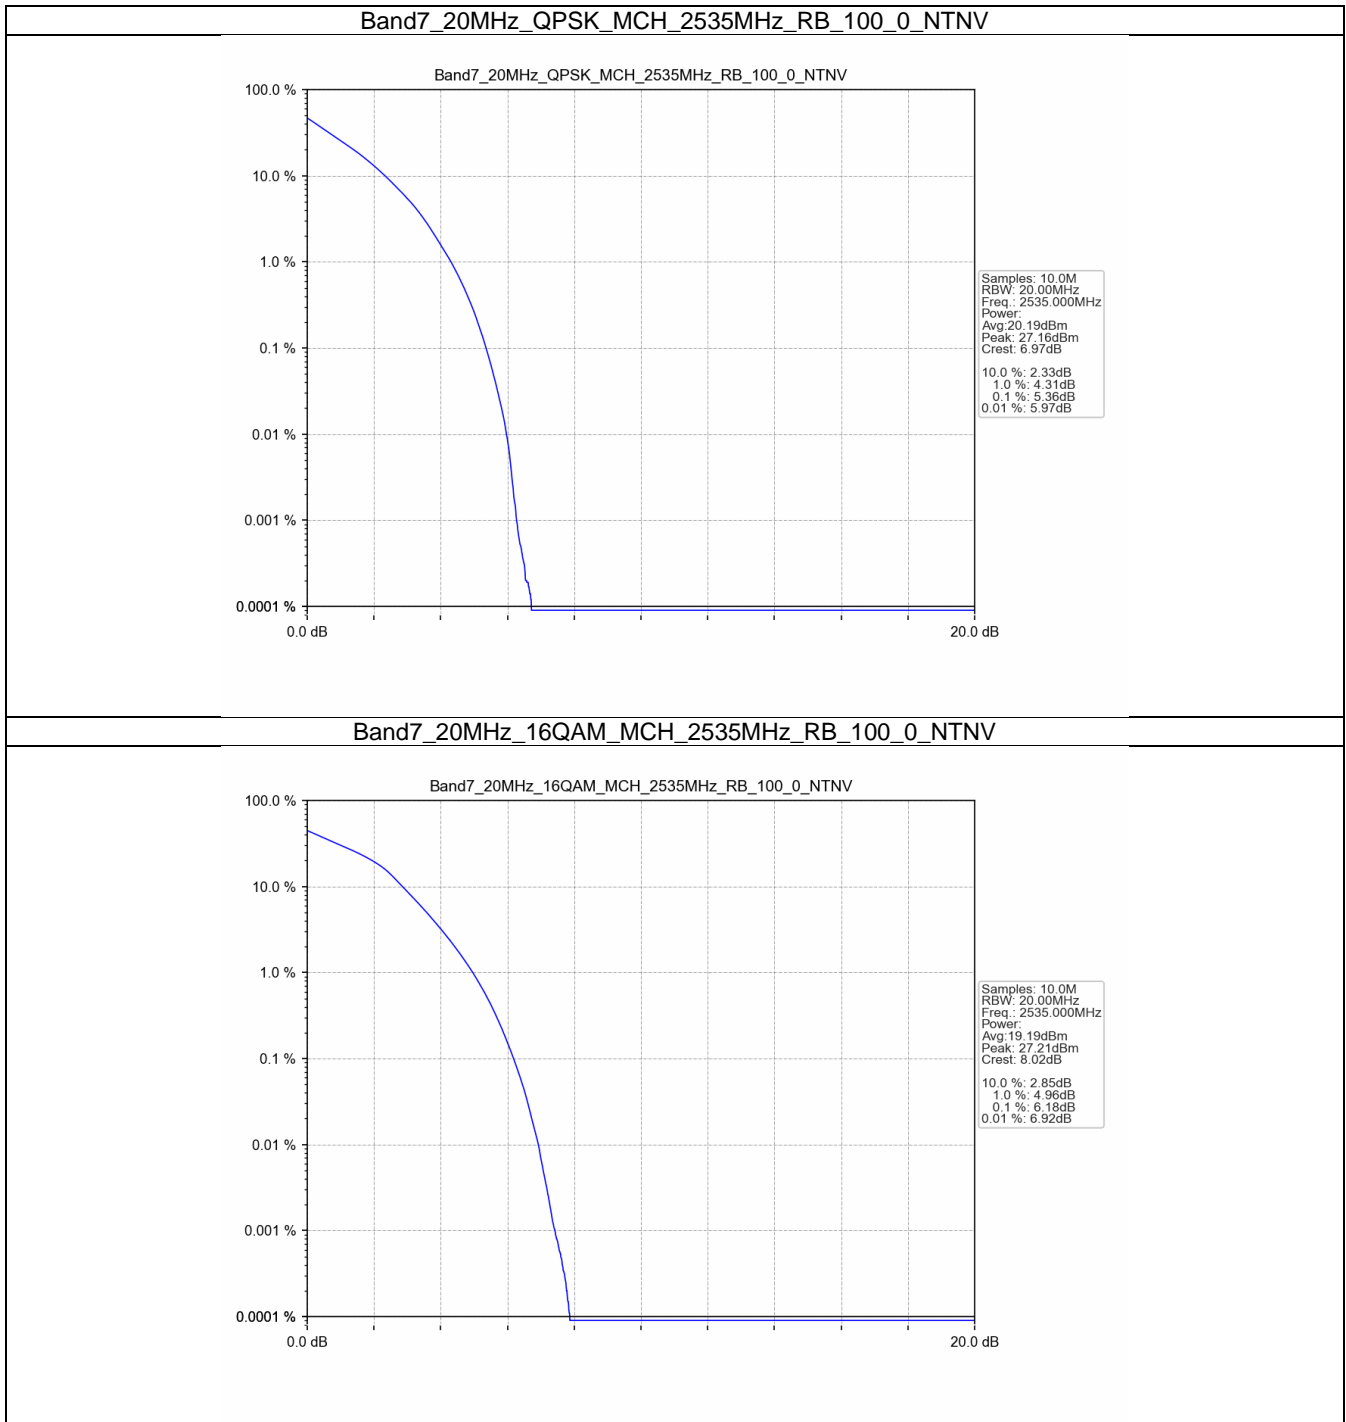 Band7_20MHz_QPSK_MCH_2535MHz_RB_100_0_NTNV
Band7_20MHz_QPSK_MCH_2535MHz_RB_100_0_NTNV
100.0 %
10.0 %
1.0 %
0.1 %
0.01 %
0.001 %
0.0001 %
0.0 dB
20.0 dB
Samples: 10.0M
RBW: 20.00MHz
Freq.: 2535.000MHz
Power:
Avg:20.19dBm
Peak: 27.16dBm
Crest: 6.97dB
10.0 %: 2.33dB
1.0 %: 4.31dB
0.1 %: 5.36dB
0.01 %: 5.97dB
Band7_20MHz_16QAM_MCH_2535MHz_RB_100_0_NTNV
Band7_20MHz_16QAM_MCH_2535MHz_RB_100_0_NTNV
100.0 %
10.0 %
1.0 %
0.1 %
0.01 %
0.001 %
0.0001 %
0.0 dB
20.0 dB
Samples: 10.0M
RBW: 20.00MHz
Freq.: 2535.000MHz
Power:
Avg:19.19dBm
Peak: 27.21dBm
Crest: 8.02dB
10.0 %: 2.85dB
1.0 %: 4.96dB
0.1 %: 6.18dB
0.01 %: 6.92dB